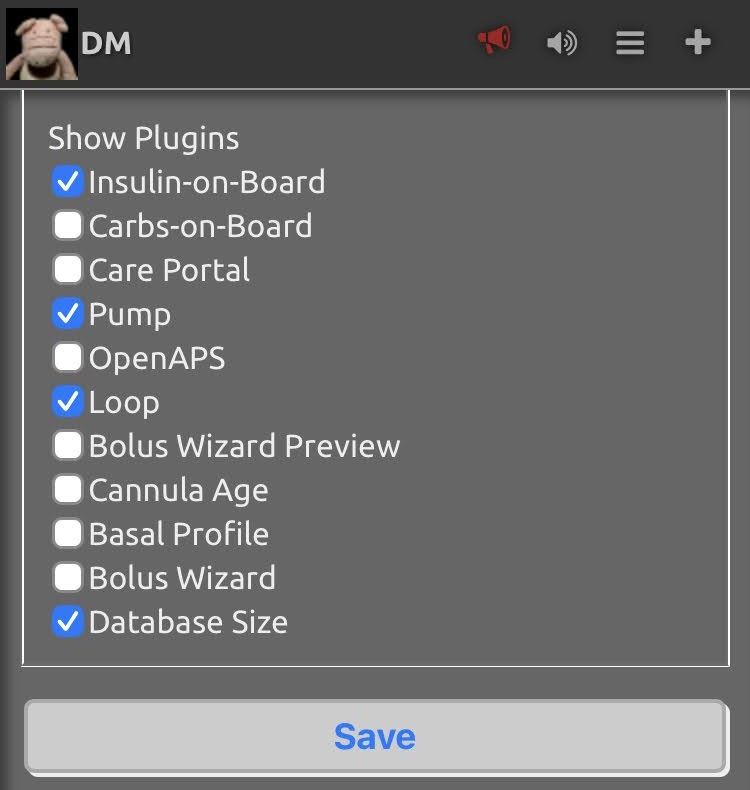 DM
Show Plugins
Insulin-on-Board
Carbs-on-Board
Care Portal
Pump
OpenAPS
Loop
Bolus Wizard Preview
Cannula Age
Basal Profile
Bolus Wizard
Database Size
Save